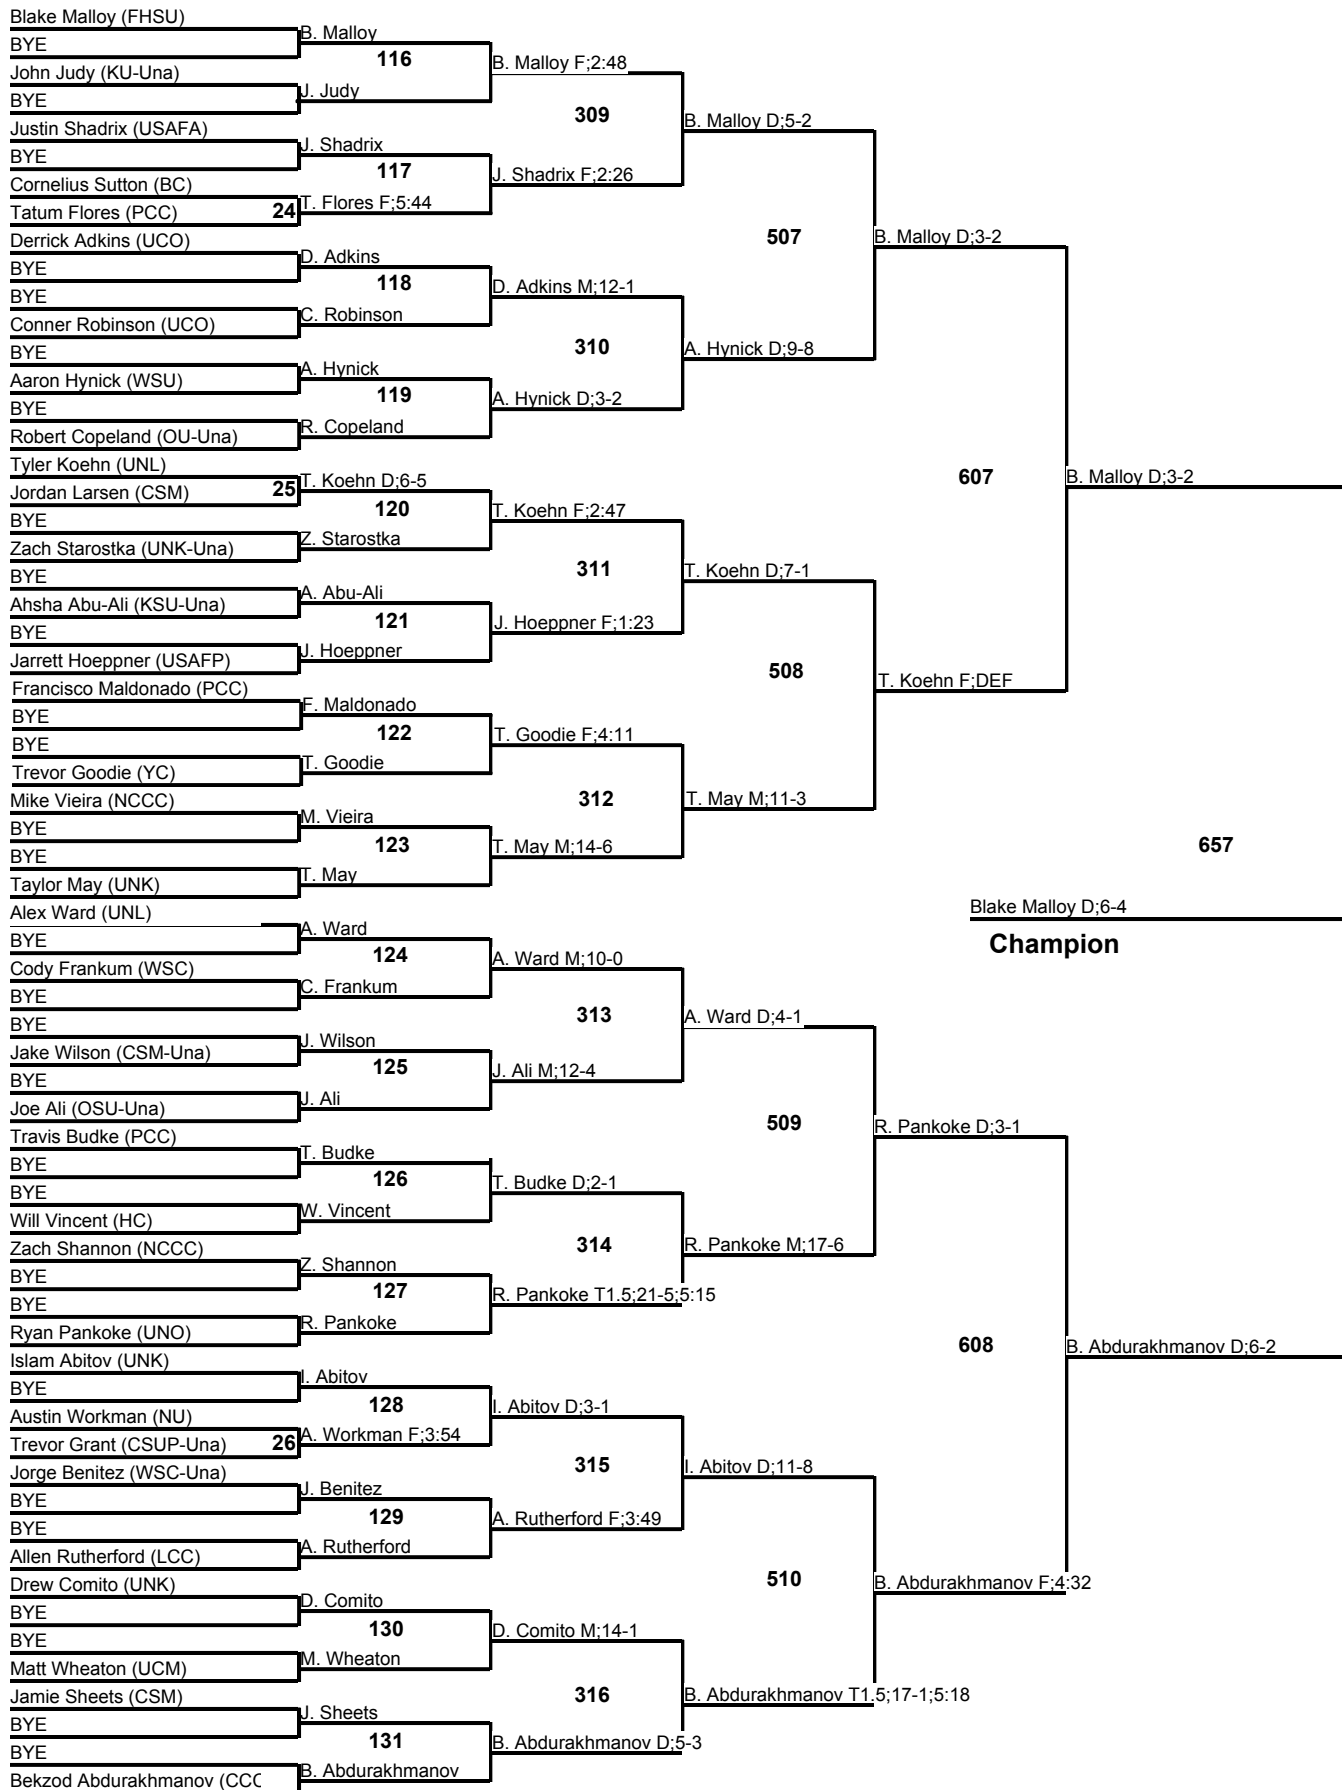 Blake Malloy (FHSU)
B. Malloy
BYE
116
B. Malloy F;2:48
John Judy (KU-Una)
J. Judy
BYE
309
B. Malloy D;5-2
Justin Shadrix (USAFA)
J. Shadrix
BYE
117
J. Shadrix F;2:26
Cornelius Sutton (BC)
Tatum Flores (PCC)
24
T. Flores F;5:44
507
B. Malloy D;3-2
Derrick Adkins (UCO)
D. Adkins
BYE
118
D. Adkins M;12-1
BYE
C. Robinson
Conner Robinson (UCO)
310
A. Hynick D;9-8
BYE
A. Hynick
Aaron Hynick (WSU)
119
A. Hynick D;3-2
BYE
R. Copeland
Robert Copeland (OU-Una)
607
B. Malloy D;3-2
Tyler Koehn (UNL)
T. Koehn D;6-5
Jordan Larsen (CSM)
25
120
T. Koehn F;2:47
BYE
Z. Starostka
Zach Starostka (UNK-Una)
311
T. Koehn D;7-1
BYE
A. Abu-Ali
Ahsha Abu-Ali (KSU-Una)
121
J. Hoeppner F;1:23
BYE
J. Hoeppner
Jarrett Hoeppner (USAFP)
508
T. Koehn F;DEF
Francisco Maldonado (PCC)
F. Maldonado
BYE
122
T. Goodie F;4:11
BYE
T. Goodie
Trevor Goodie (YC)
312
T. May M;11-3
Mike Vieira (NCCC)
M. Vieira
BYE
123
T. May M;14-6
BYE
T. May
Taylor May (UNK)
657
Blake Malloy D;6-4
Champion
Alex Ward (UNL)
A. Ward
BYE
124
A. Ward M;10-0
Cody Frankum (WSC)
C. Frankum
BYE
313
A. Ward D;4-1
BYE
J. Wilson
Jake Wilson (CSM-Una)
125
J. Ali M;12-4
BYE
J. Ali
Joe Ali (OSU-Una)
509
R. Pankoke D;3-1
Travis Budke (PCC)
T. Budke
BYE
126
T. Budke D;2-1
BYE
W. Vincent
Will Vincent (HC)
314
R. Pankoke M;17-6
Zach Shannon (NCCC)
Z. Shannon
BYE
127
R. Pankoke T1.5;21-5;5:15
BYE
R. Pankoke
Ryan Pankoke (UNO)
608
B. Abdurakhmanov D;6-2
Islam Abitov (UNK)
I. Abitov
BYE
128
I. Abitov D;3-1
Austin Workman (NU)
A. Workman F;3:54
Trevor Grant (CSUP-Una)
26
315
I. Abitov D;11-8
Jorge Benitez (WSC-Una)
J. Benitez
BYE
129
A. Rutherford F;3:49
BYE
A. Rutherford
Allen Rutherford (LCC)
510
B. Abdurakhmanov F;4:32
Drew Comito (UNK)
D. Comito
BYE
130
D. Comito M;14-1
BYE
M. Wheaton
Matt Wheaton (UCM)
316
B. Abdurakhmanov T1.5;17-1;5:18
Jamie Sheets (CSM)
J. Sheets
BYE
131
B. Abdurakhmanov D;5-3
BYE
B. Abdurakhmanov
Bekzod Abdurakhmanov (CCC